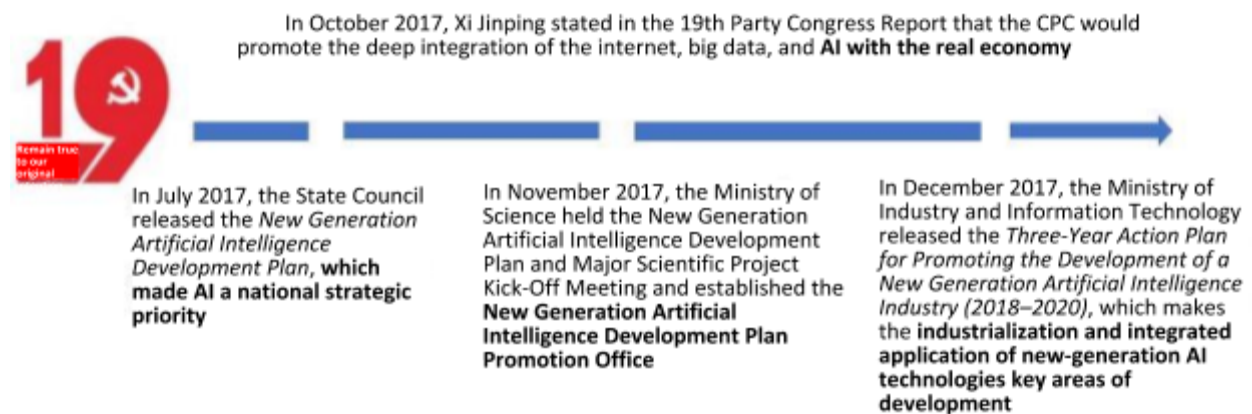 In October 2017, Xi Jinping stated in the 19th Party Congress Report that the CPC would
promote the deep integration of the internet, big data, and AI with the real economy
19
Remain true
to our
original
In July 2017, the State Council
released the New Generation
Artificial Intelligence
Development Plan, which
made AI a national strategic
priority
In November 2017, the Ministry of
Science held the New Generation
Artificial Intelligence Development
Plan and Major Scientific Project
Kick-Off Meeting and established the
New Generation Artificial
Intelligence Development Plan
Promotion Office
In December 2017, the Ministry of
Industry and Information Technology
released the Three-Year Action Plan
for Promoting the Development of a
New Generation Artificial Intelligence
Industry (2018–2020), which makes
the industrialization and integrated
application of new-generation AI
technologies key areas of
development